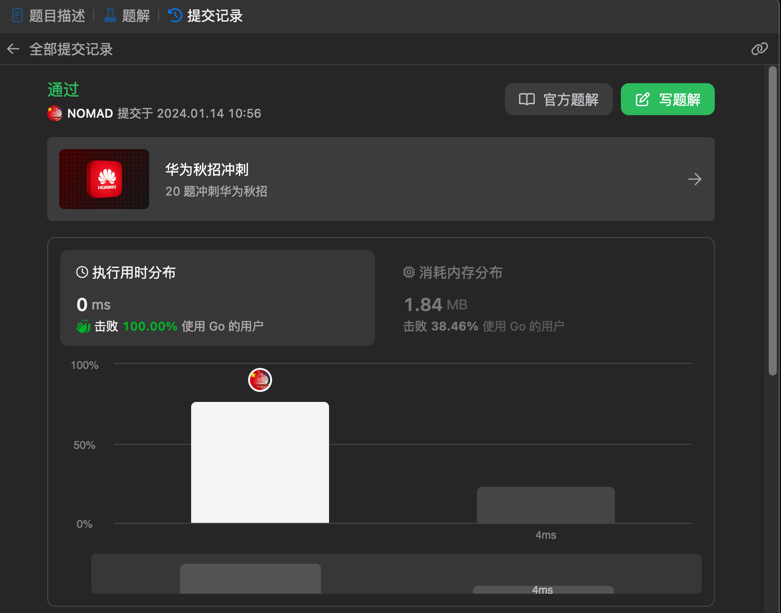 题目描述 题解 提交记录
全部提交记录
通过
NOMAD 提交于 2024.01.14 10:56
官方题解 写题解
HUAWEI
华为秋招冲刺
20 题冲刺华为秋招
执行用时分布
0 ms
击败 100.00% 使用 Go 的用户
消耗内存分布
1.84 MB
击败 38.46% 使用 Go 的用户
100%
50%
0%
4ms
4ms